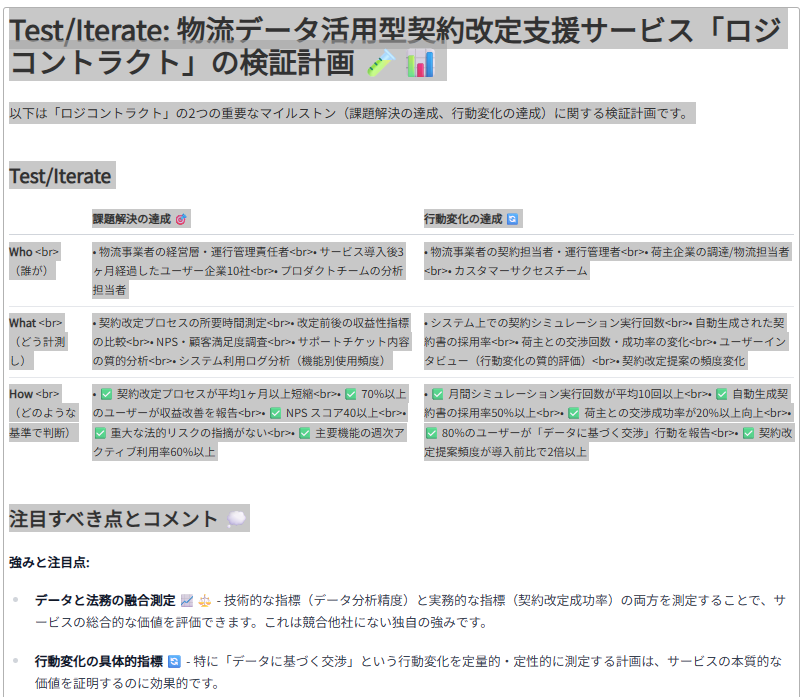 Test/Iterate: 物流データ活用型契約改定支援サービス「ロジ
コントラクト」の検証計画 🧪 📊
以下は「ロジコントラクト」の2つの重要なマイルストン（課題解決の達成、行動変化の達成）に関する検証計画です。
Test/Iterate
課題解決の達成 🎯
行動変化の達成 🔄
Who <br>
（誰が）
• 物流事業者の経営層・運行管理責任者<br>• サービス導入後3
ヶ月経過したユーザー企業10社<br>• プロダクトチームの分析
担当者
• 物流事業者の契約担当者・運行管理者<br>• 荷主企業の調達/物流担当者
<br>• カスタマーサクセスチーム
What <br>
（どう計測
し）
• 契約改定プロセスの所要時間測定<br>• 改定前後の収益性指標
の比較<br>• NPS・顧客満足度調査<br>• サポートチケット内容
の質的分析<br>• システム利用ログ分析（機能別使用頻度）
• システム上での契約シミュレーション実行回数<br>• 自動生成された契
約書の採用率<br>• 荷主との交渉回数・成功率の変化<br>• ユーザーイン
タビュー（行動変化の質的評価）<br>• 契約改定提案の頻度変化
How <br>
（どのような
基準で判断）
• ✅ 契約改定プロセスが平均1ヶ月以上短縮<br>• ✅ 70%以上
のユーザーが収益改善を報告<br>• ✅ NPS スコア40以上<br>•
✅ 重大な法的リスクの指摘がない<br>• ✅ 主要機能の週次ア
クティブ利用率60%以上
• ✅ 月間シミュレーション実行回数が平均10回以上<br>• ✅ 自動生成契
約書の採用率50%以上<br>• ✅ 荷主との交渉成功率が20%以上向上<br>•
✅ 80%のユーザーが「データに基づく交渉」行動を報告<br>• ✅ 契約改
定提案頻度が導入前比で2倍以上
注目すべき点とコメント 💭
強みと注目点:
• データと法務の融合測定 📈 ⚖️ - 技術的な指標（データ分析精度）と実務的な指標（契約改定成功率）の両方を測定することで、サ
ービスの総合的な価値を評価できます。これは競合他社にない独自の強みです。
• 行動変化の具体的指標 🔄 - 特に「データに基づく交渉」という行動変化を定量的・定性的に測定する計画は、サービスの本質的な
価値を証明するのに効果的です。